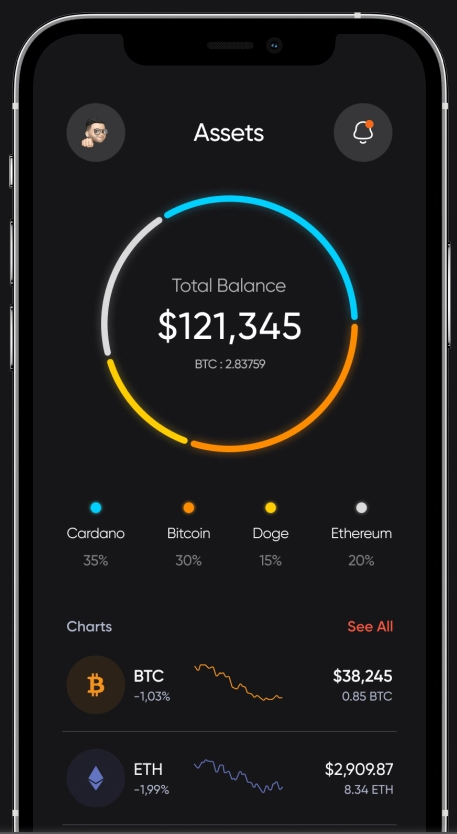 Assets
Total Balance
$121,345
BTC : 2.83759
Cardano Bitcoin Doge Ethereum
35% 30% 15% 20%
Charts See All
BTC $38,245
-1,03% 0.85 BTC
ETH $2,909.87
-1,99% 8.34 ETH